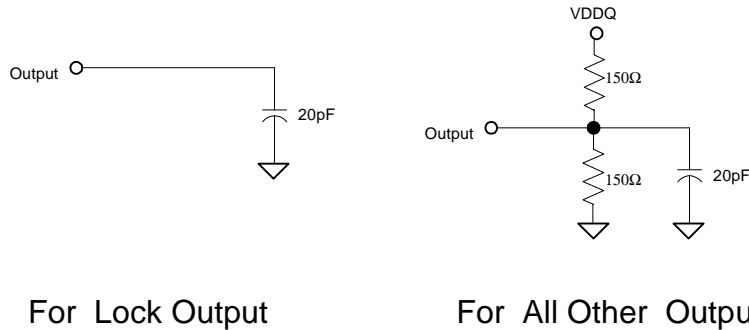 Output
20pF
For Lock Output
VDDQ
150Ω
Output
150Ω
20pF
For All Other Outpu